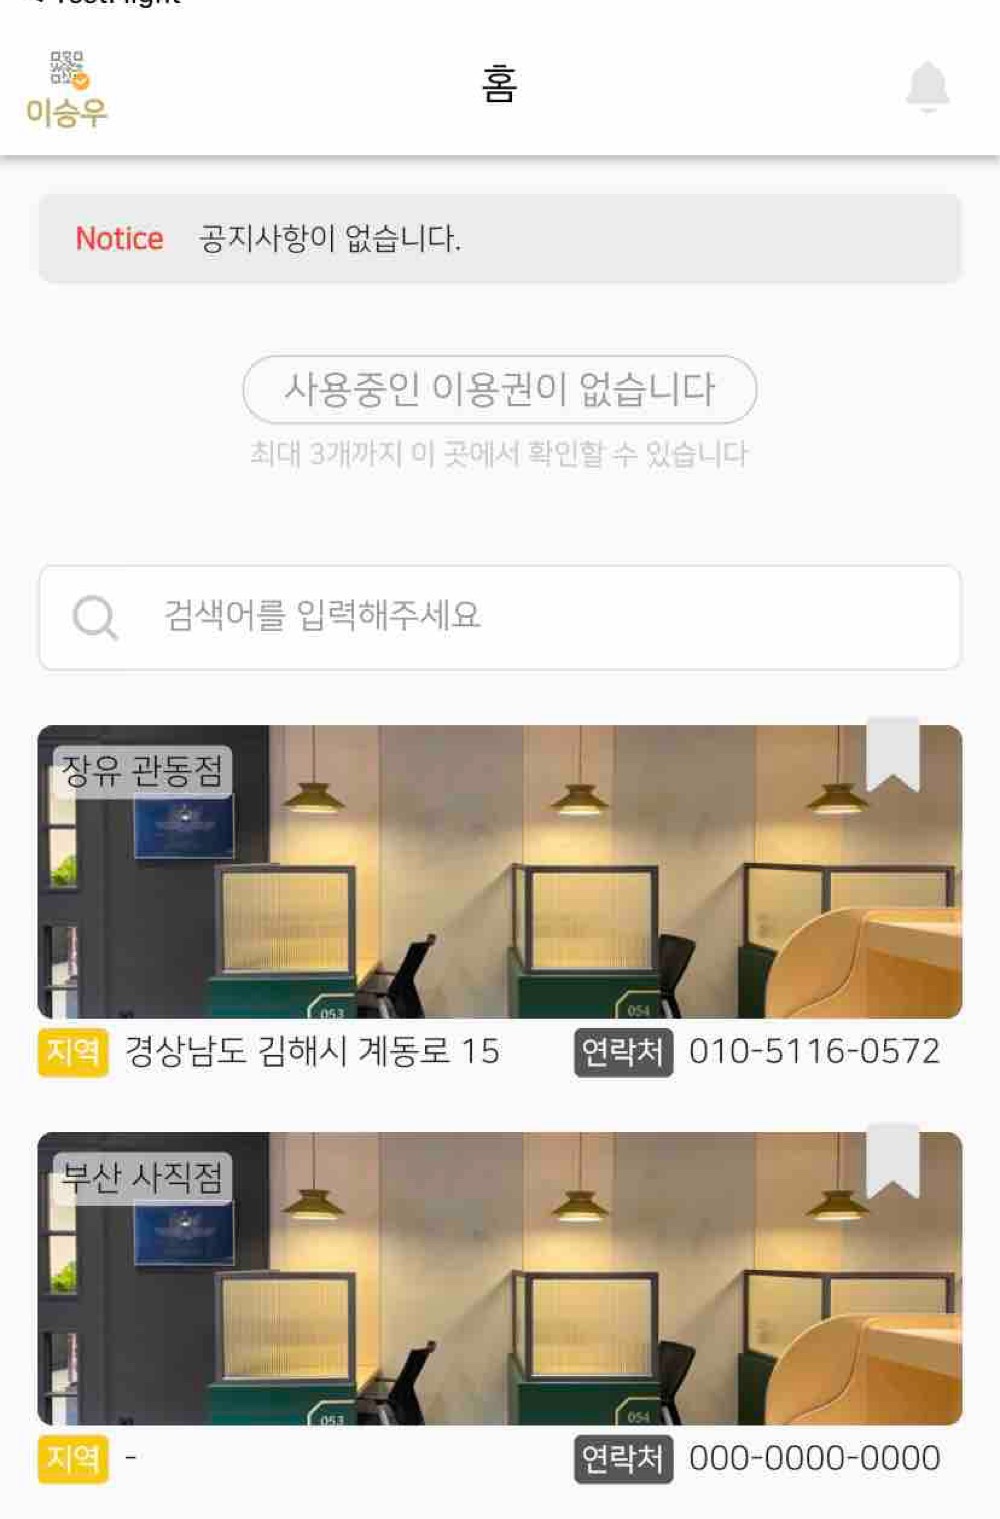 이승우
홈
Notice 공지사항이 없습니다.
사용중인 이용권이 없습니다
최대 3개까지 이 곳에서 확인할 수 있습니다
검색어를 입력해주세요
장유 관동점
053
054
지역 경상남도 김해시 계동로 15 연락처 010-5116-0572
부산 사직점
053
054
지역 - 연락처 000-0000-0000